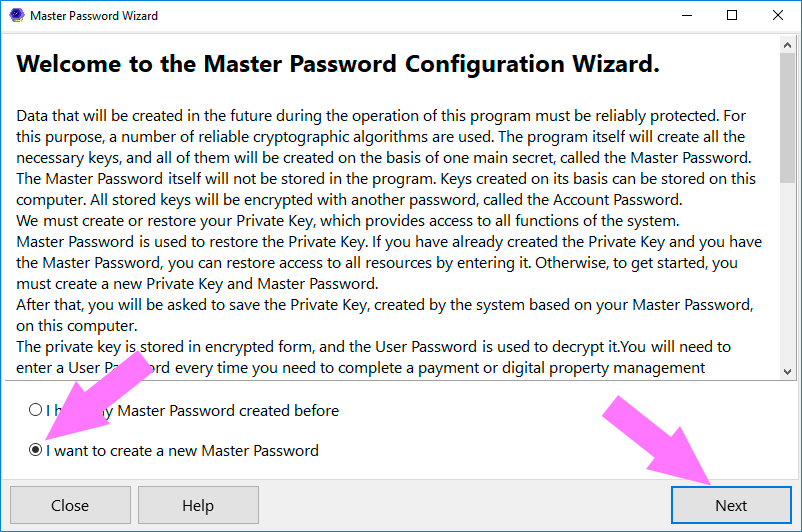 Master Password Wizard
Welcome to the Master Password Configuration Wizard.
Data that will be created in the future during the operation of this program must be reliably protected. For
this purpose, a number of reliable cryptographic algorithms are used. The program itself will create all the
necessary keys, and all of them will be created on the basis of one main secret, called the Master Password.
The Master Password itself will not be stored in the program. Keys created on its basis can be stored on this
computer. All stored keys will be encrypted with another password, called the Account Password.
We must create or restore your Private Key, which provides access to all functions of the system.
Master Password is used to restore the Private Key. If you have already created the Private Key and you have
the Master Password, you can restore access to all resources by entering it. Otherwise, to get started, you
must create a new Private Key and Master Password.
After that, you will be asked to save the Private Key, created by the system based on your Master Password,
on this computer.
The private key is stored in encrypted form, and the User Password is used to decrypt it.You will need to
enter a User Password every time you need to complete a payment or digital property management
I Master Password created before
I want to create a new Master Password
Close
Help
Next